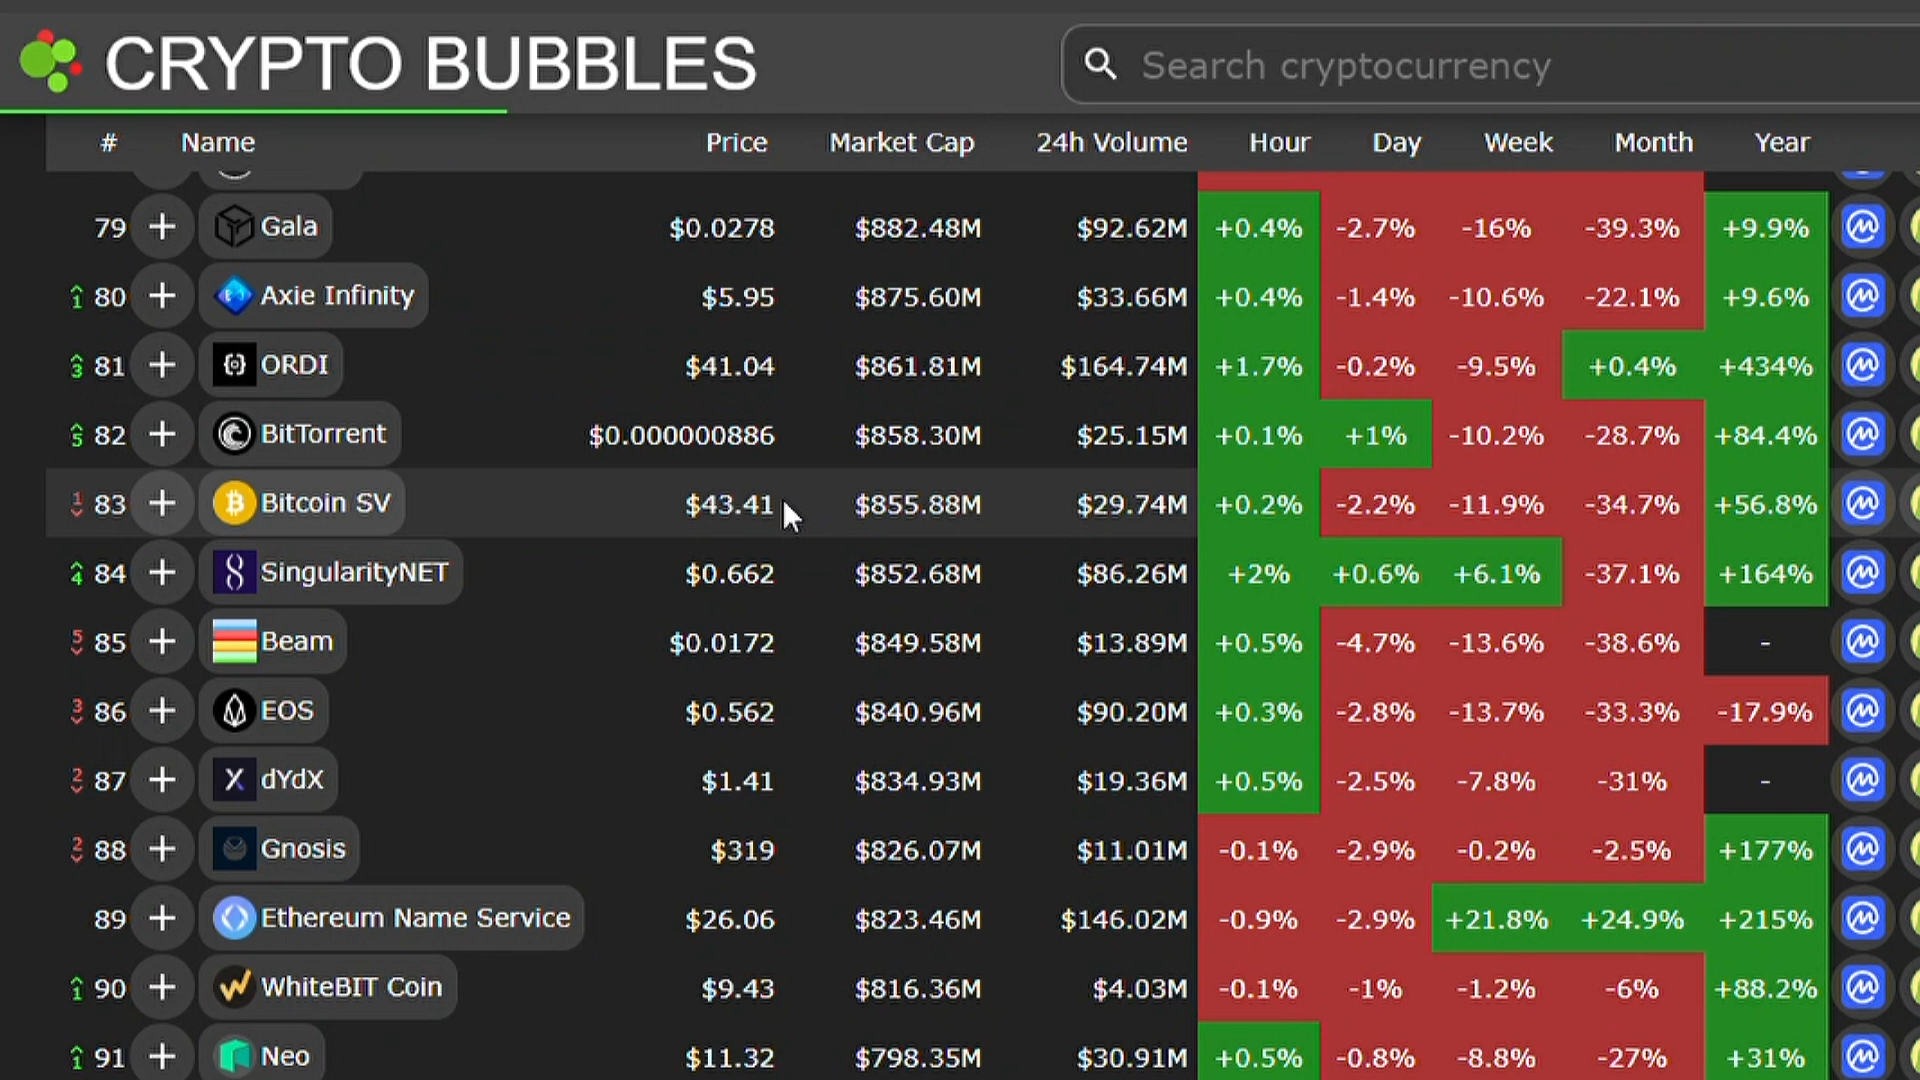 CRYPTO BUBBLES Search cryptocurrency
# Name Price Market Cap 24h Volume Hour Day Week Month Year
79 + Gala $0.0278 $882.48M $92.62M +0.4% -2.7% -16% -39.3% +9.9%
1 80 + Axie Infinity $5.95 $875.60M $33.66M +0.4% -1.4% -10.6% -22.1% +9.6%
3 81 + ORDI $41.04 $861.81M $164.74M +1.7% -0.2% -9.5% +0.4% +434%
5 82 + BitTorrent $0.000000886 $858.30M $25.15M +0.1% +1% -10.2% -28.7% +84.4%
1 83 + Bitcoin SV $43.41 $855.88M $29.74M +0.2% -2.2% -11.9% -34.7% +56.8%
4 84 + SingularityNET $0.662 $852.68M $86.26M +2% +0.6% +6.1% -37.1% +164%
5 85 + Beam $0.0172 $849.58M $13.89M +0.5% -4.7% -13.6% -38.6% -
3 86 + EOS $0.562 $840.96M $90.20M +0.3% -2.8% -13.7% -33.3% -17.9%
2 87 + dYdX $1.41 $834.93M $19.36M +0.5% -2.5% -7.8% -31% -
2 88 + Gnosis $319 $826.07M $11.01M -0.1% -2.9% -0.2% -2.5% +177%
89 + Ethereum Name Service $26.06 $823.46M $146.02M -0.9% -2.9% +21.8% +24.9% +215%
1 90 + WhiteBIT Coin $9.43 $816.36M $4.03M -0.1% -1% -1.2% -6% +88.2%
1 91 + Neo $11.32 $798.35M $30.91M +0.5% -0.8% -8.8% -27% +31%